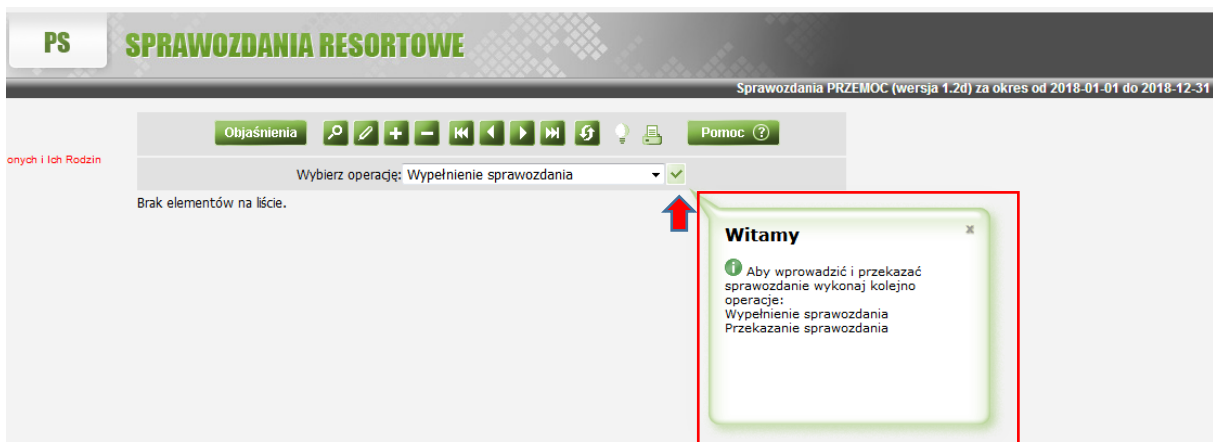 PS
SPRAWOZDANIA RESORTOWE
Sprawozdania PRZEMOC (wersja 1.2d) za okres od 2018-01-01 do 2018-12-31
Objaśnienia
Pomoc ?
onych i Ich Rodzin
Wybierz operację: Wypełnienie sprawozdania
Brak elementów na liście.
Witamy
x
i Aby wprowadzić i przekazać
sprawozdanie wykonaj kolejno
operacje:
Wypełnienie sprawozdania
Przekazanie sprawozdania